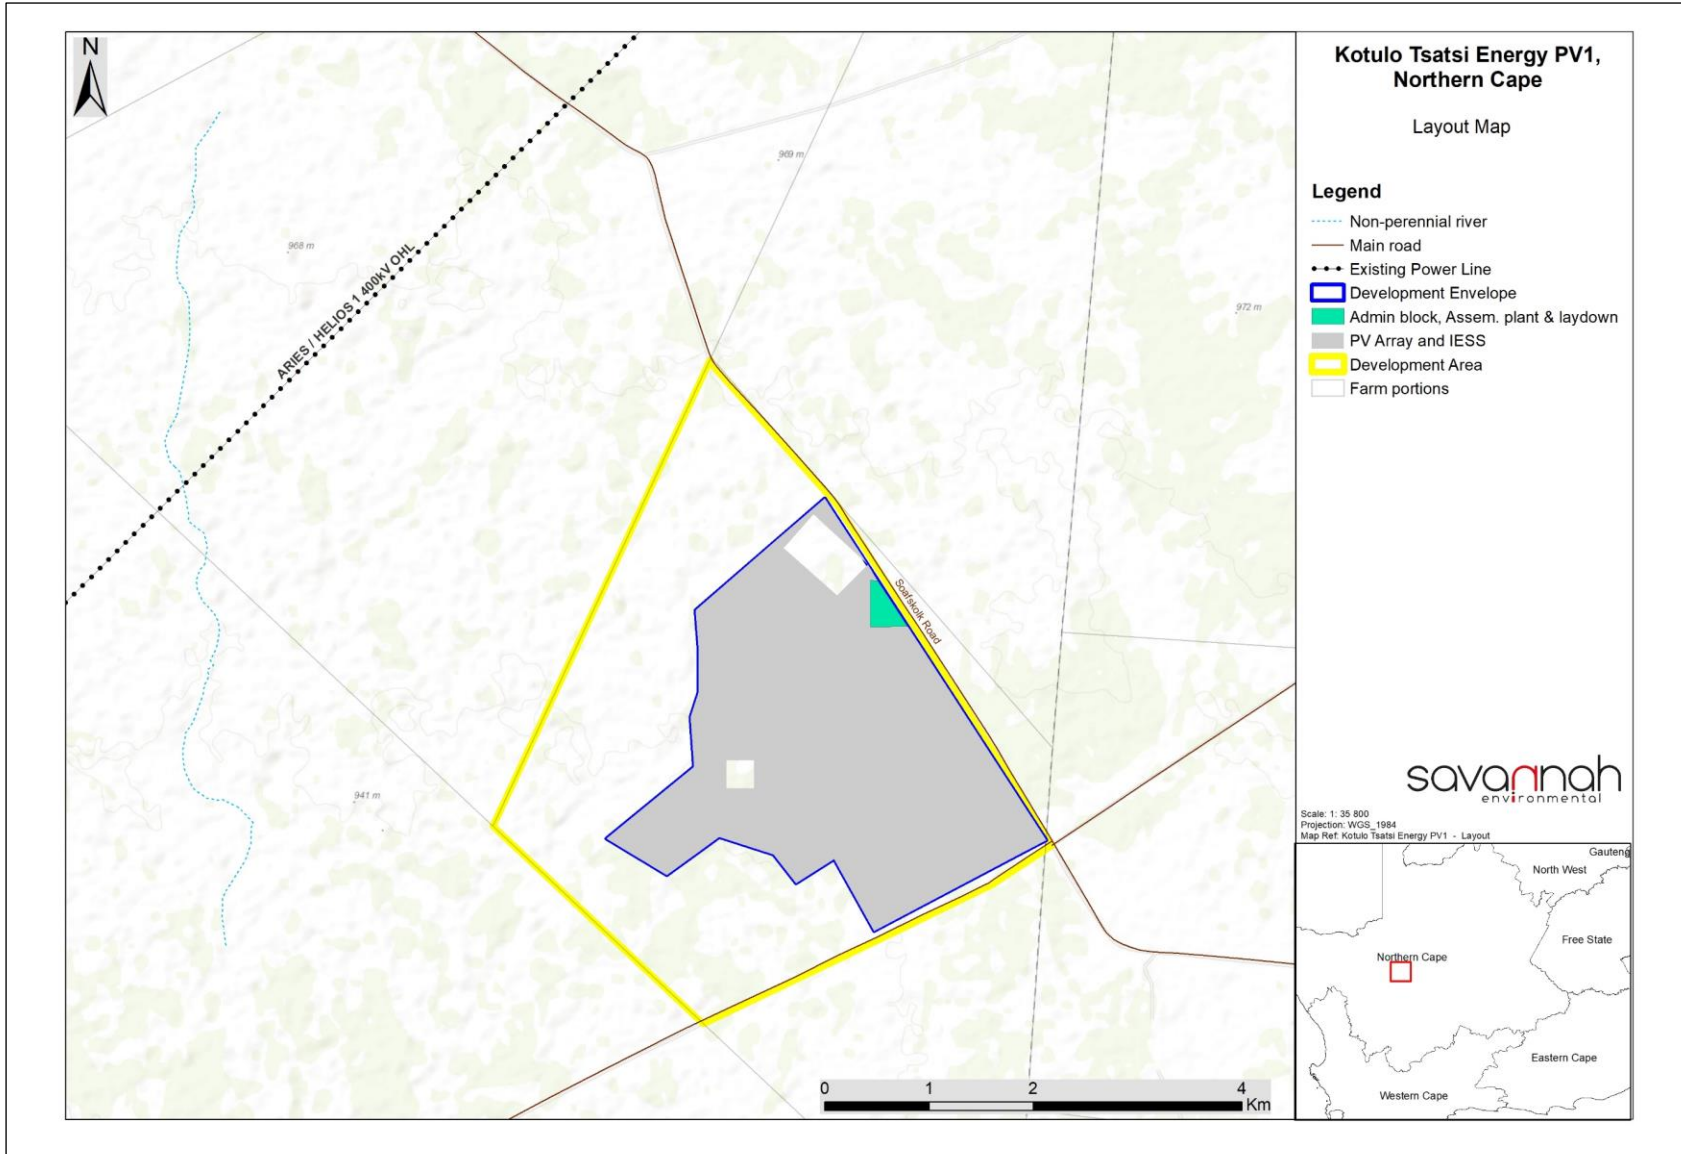 Kotulo Tsatsi Energy PV1,
Northern Cape
Layout Map
Legend
Non-perennial river
Main road
Existing Power Line
Development Envelope
Admin block, Assem. plant & laydown
PV Array and IESS
Development Area
Farm portions
savannah
environmental
Scale: 1: 35 800
Projection: WGS_1984
Map Ref: Kotulo Tsatsi Energy PV1 - Layout
Gauteng
North West
Free State
Northern Cape
Eastern Cape
Western Cape
N
969 m
968 m
ARIES / HELIOS 1 400kV OHL
972 m
Soafskolk Road
941 m
0 1 2 4
Km